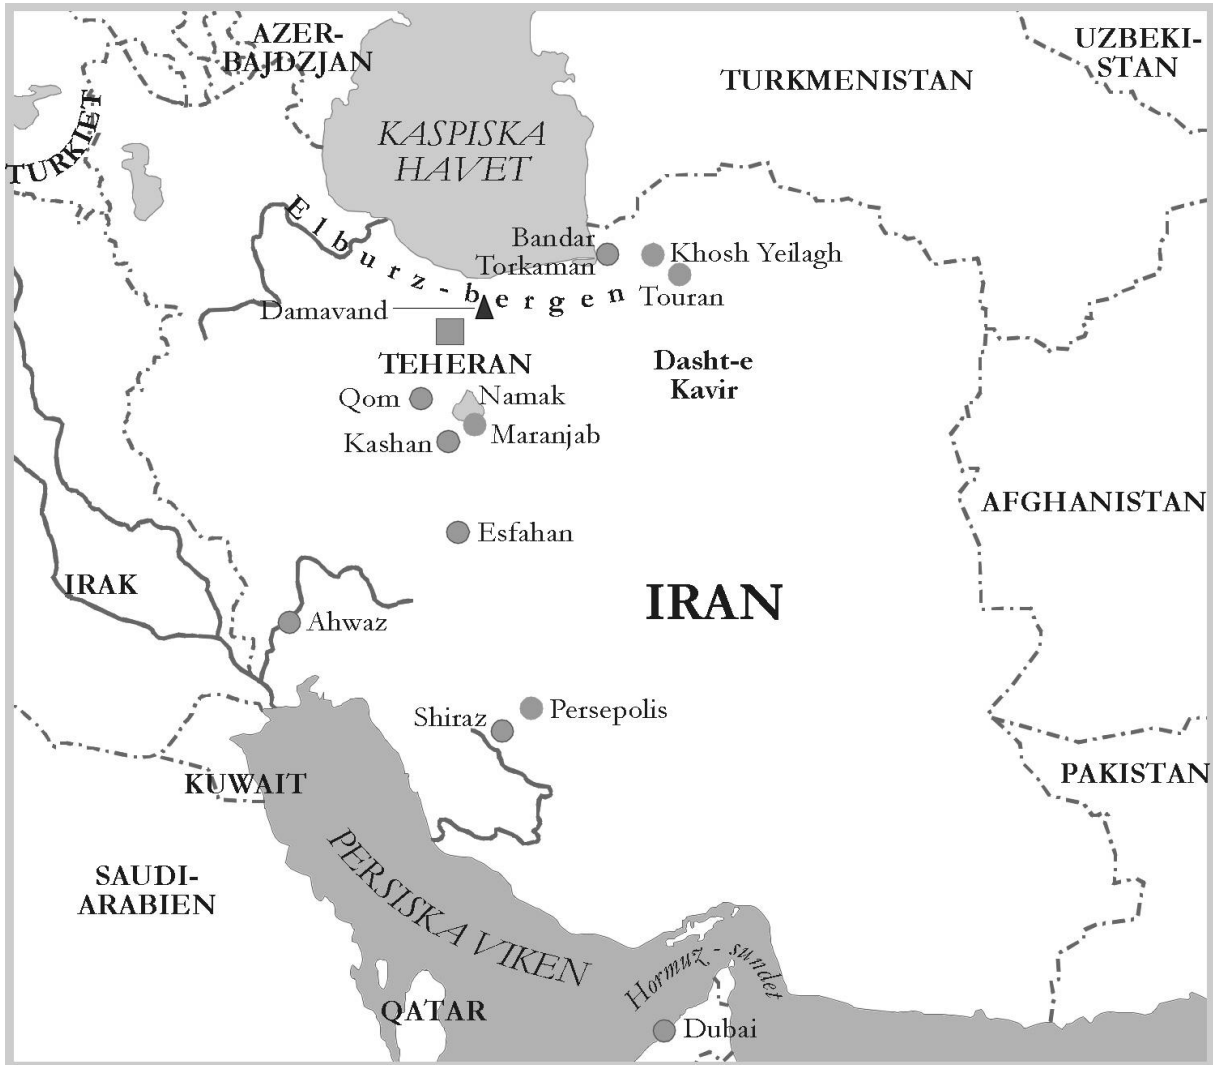 AZER-
BAJDZJAN
UZBEKI-
STAN
TURKMENISTAN
TURKIET
KASPISKA
HAVET
Elburz-bergen
Bandar
Torkaman
Khosh Yeilagh
Touran
Damavand
TEHERAN
Dasht-e
Kavir
Qom
Namak
Maranjab
Kashan
AFGHANISTAN
Esfahan
IRAK
IRAN
Ahwaz
Persepolis
Shiraz
KUWAIT
PAKISTAN
SAUDI-
ARABIEN
PERSISKA VIKEN
Hormuz-sundet
QATAR
Dubai